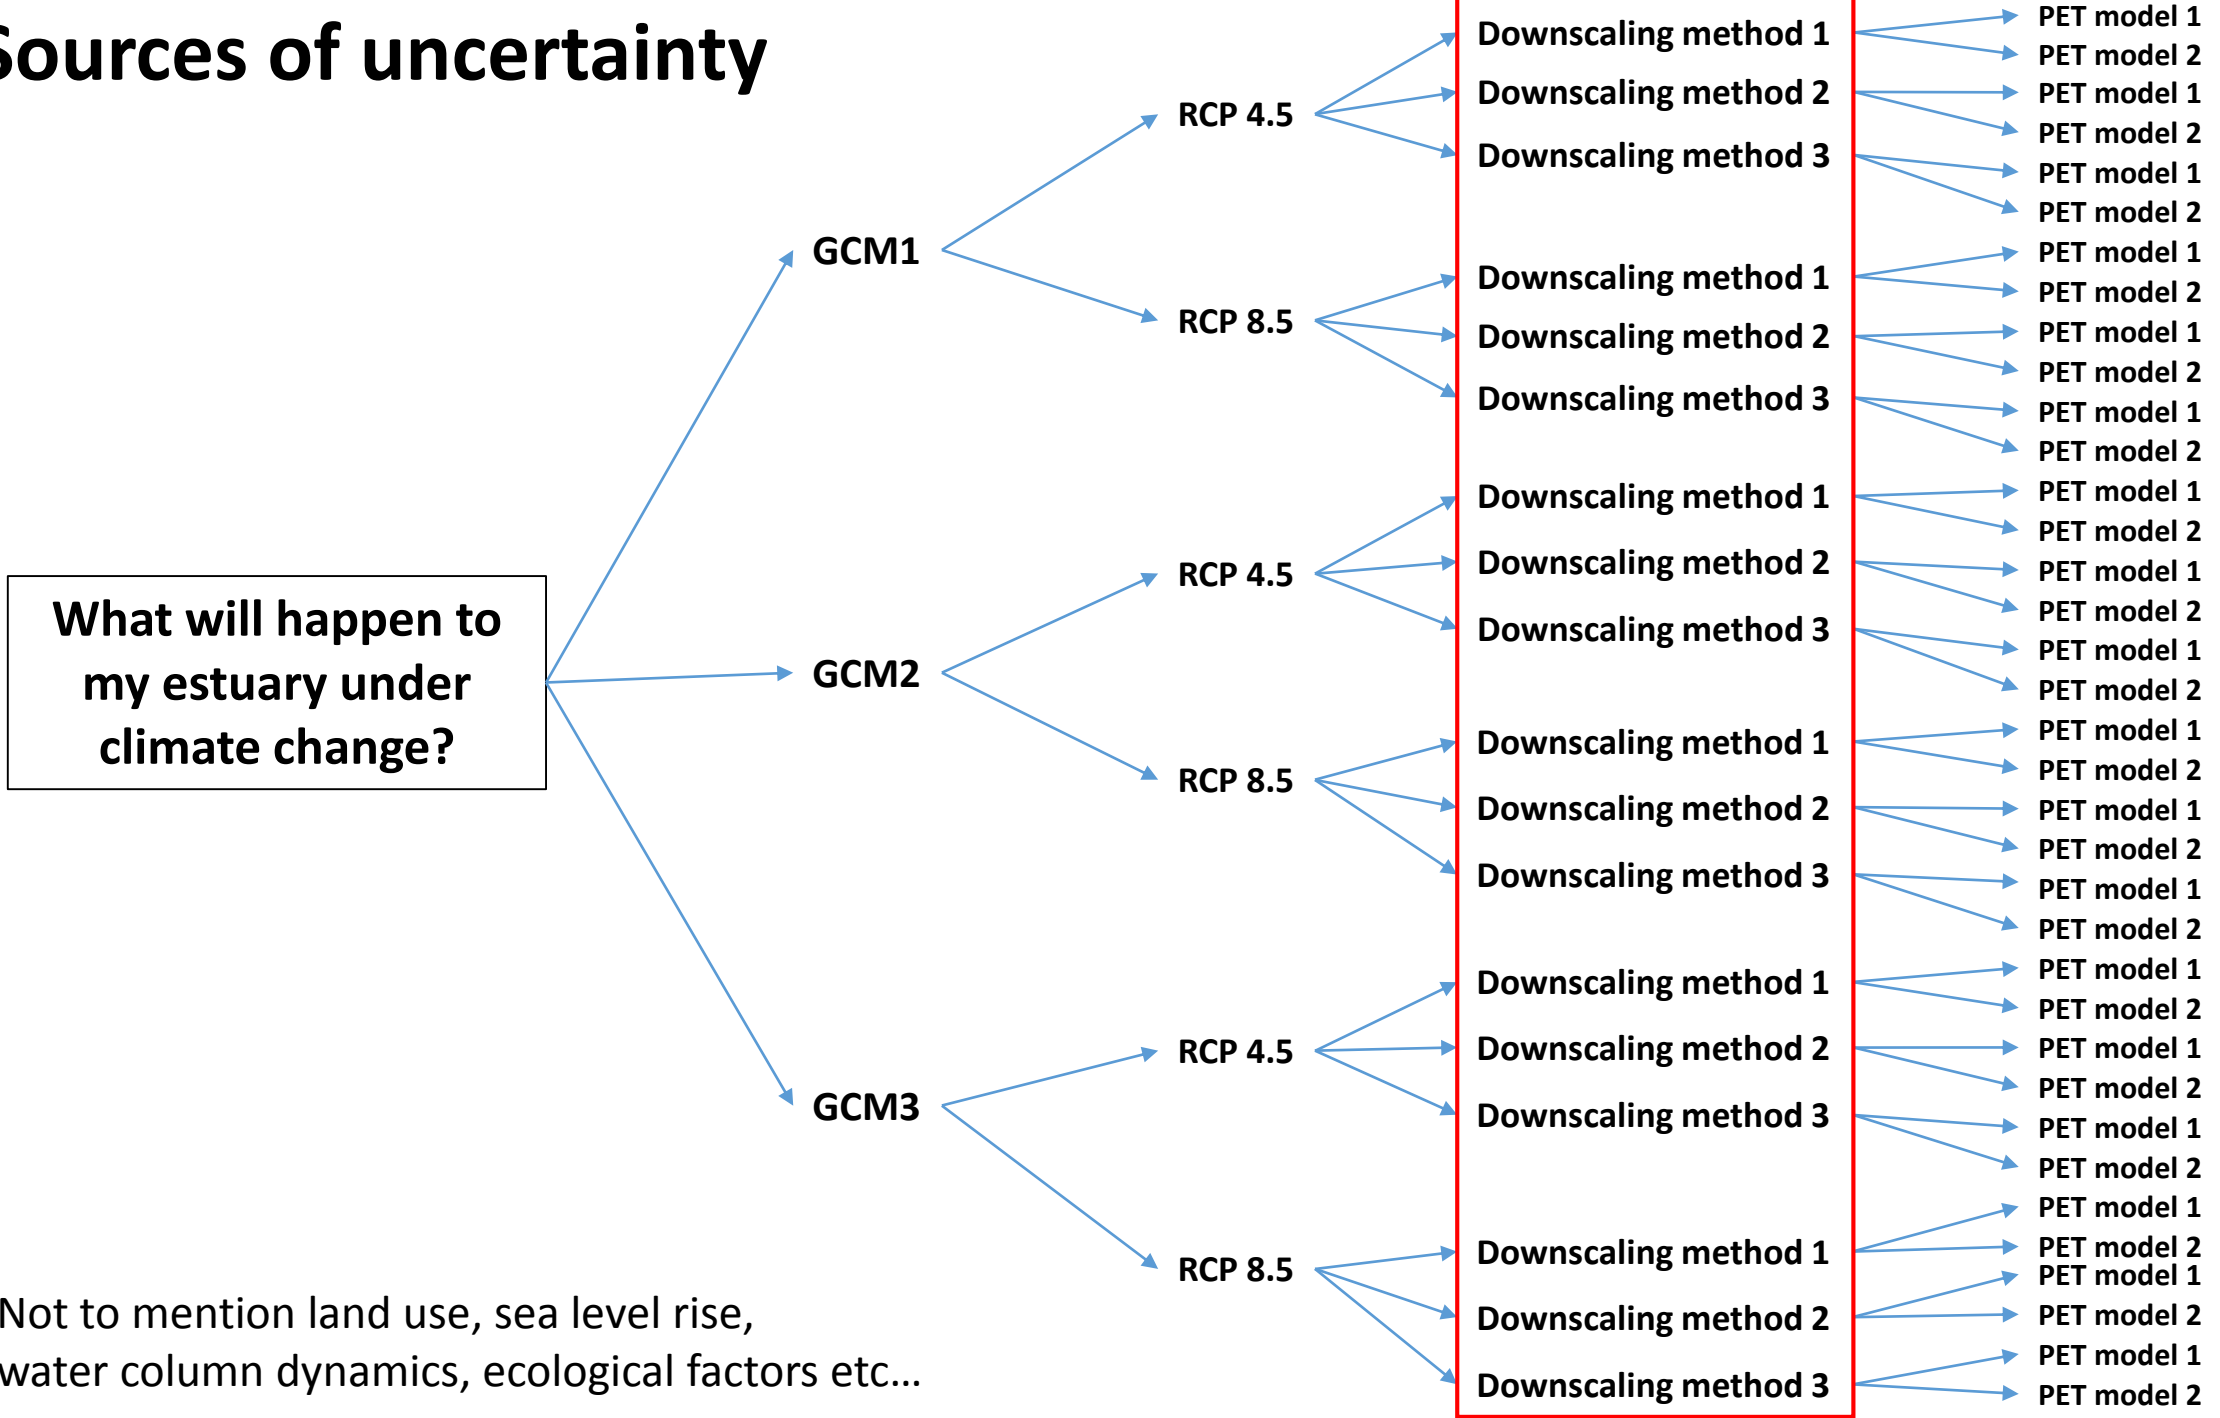 Sources of uncertainty
What will happen to
my estuary under
climate change?
GCM1
GCM2
GCM3
RCP 4.5
RCP 8.5
RCP 4.5
RCP 8.5
RCP 4.5
RCP 8.5
Downscaling method 1
Downscaling method 2
Downscaling method 3
Downscaling method 1
Downscaling method 2
Downscaling method 3
Downscaling method 1
Downscaling method 2
Downscaling method 3
Downscaling method 1
Downscaling method 2
Downscaling method 3
Downscaling method 1
Downscaling method 2
Downscaling method 3
Downscaling method 1
Downscaling method 2
Downscaling method 3
PET model 1
PET model 2
PET model 1
PET model 2
PET model 1
PET model 2
PET model 1
PET model 2
PET model 1
PET model 2
PET model 1
PET model 2
PET model 1
PET model 2
PET model 1
PET model 2
PET model 1
PET model 2
PET model 1
PET model 2
PET model 1
PET model 2
PET model 1
PET model 2
PET model 1
PET model 2
PET model 1
PET model 2
PET model 1
PET model 2
PET model 1
PET model 2
PET model 1
PET model 2
PET model 1
PET model 2
Not to mention land use, sea level rise,
water column dynamics, ecological factors etc…